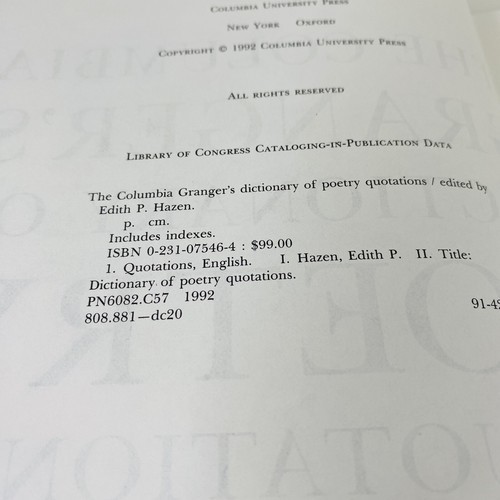 Columbia University Press
New York Oxford
Copyright © 1992 Columbia University Press
All rights reserved
Library of Congress Cataloging-in-Publication Data
The Columbia Granger's dictionary of poetry quotations / edited by
Edith P. Hazen.
p. cm.
Includes indexes.
ISBN 0-231-07546-4 : $99.00
1. Quotations, English. I. Hazen, Edith P. II. Title:
Dictionary of poetry quotations.
PN6082.C57 1992
808.881—dc20